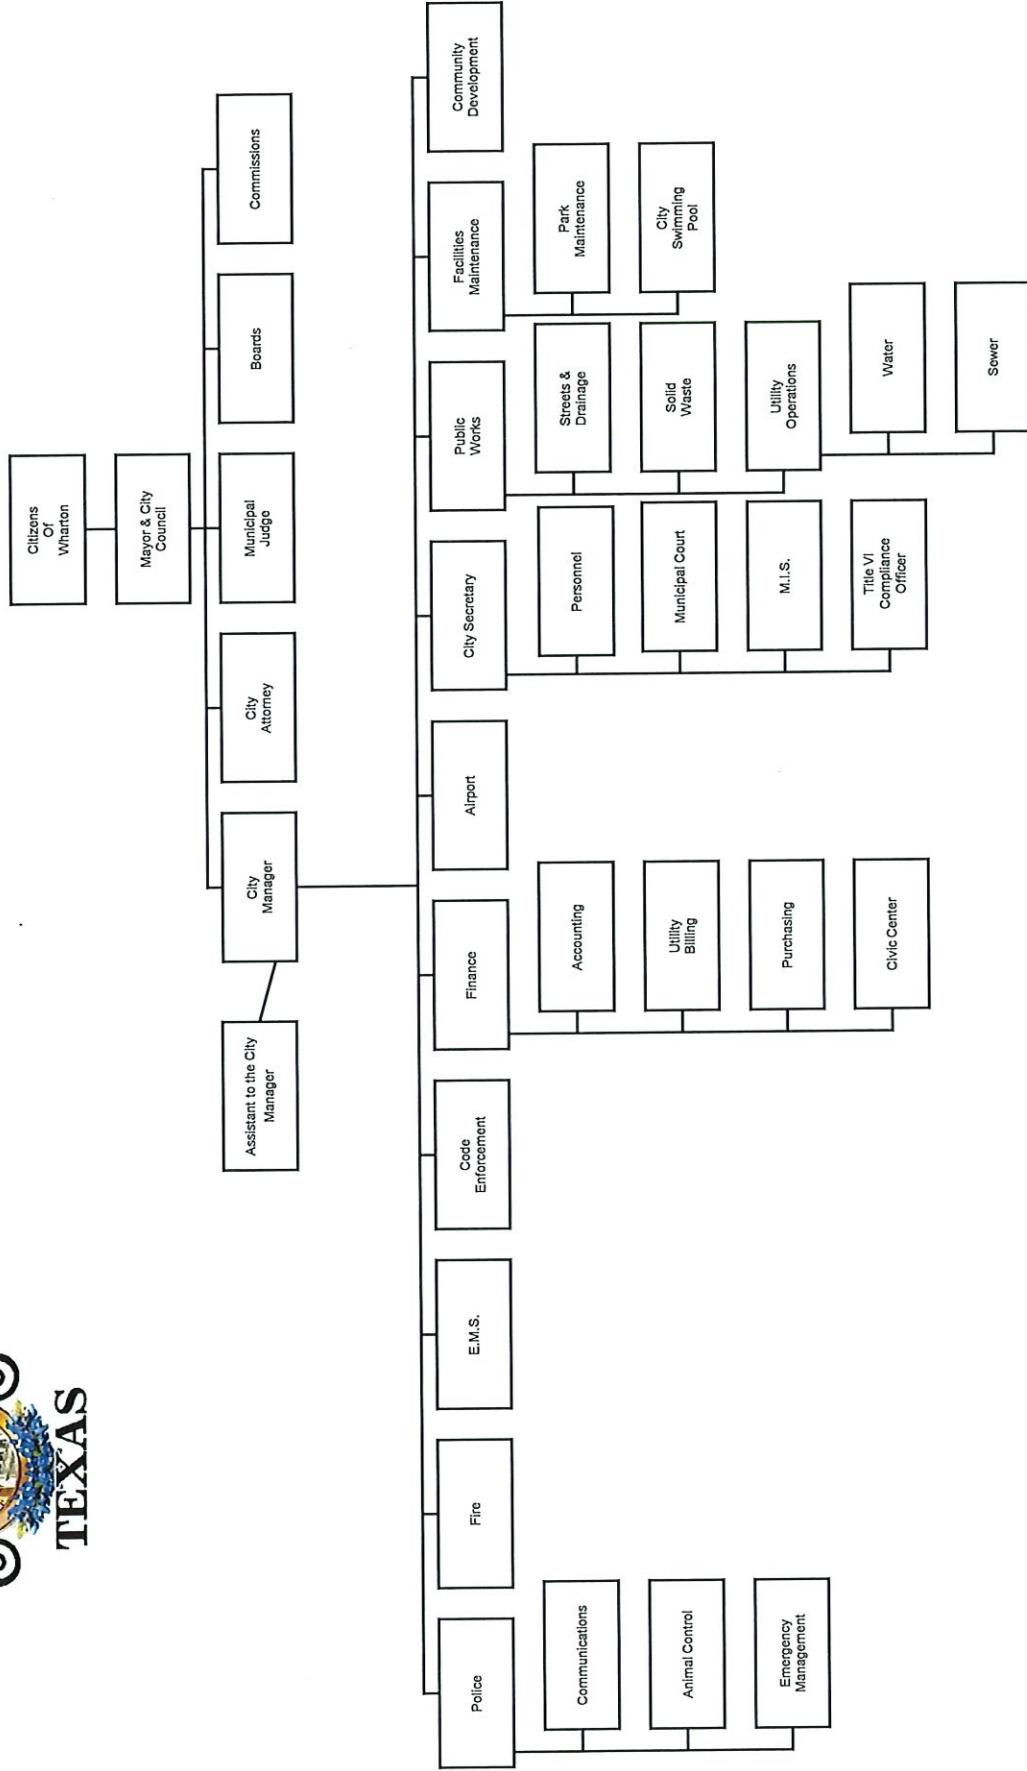 TEXAS
Citizens
Of
Wharton
Mayor & City
Council
Assistant to the City
Manager
City
Manager
City
Attorney
Municipal
Judge
Boards
Commissions
Police
Fire
E.M.S.
Code
Enforcement
Finance
Airport
City Secretary
Public
Works
Facilities
Maintenance
Community
Development
Communications
Animal Control
Emergency
Management
Accounting
Utility
Billing
Purchasing
Civic Center
Personnel
Municipal Court
M.I.S.
Title VI
Compliance
Officer
Streets &
Drainage
Solid
Waste
Utility
Operations
Water
Sewer
Park
Maintenance
City
Swimming
Pool